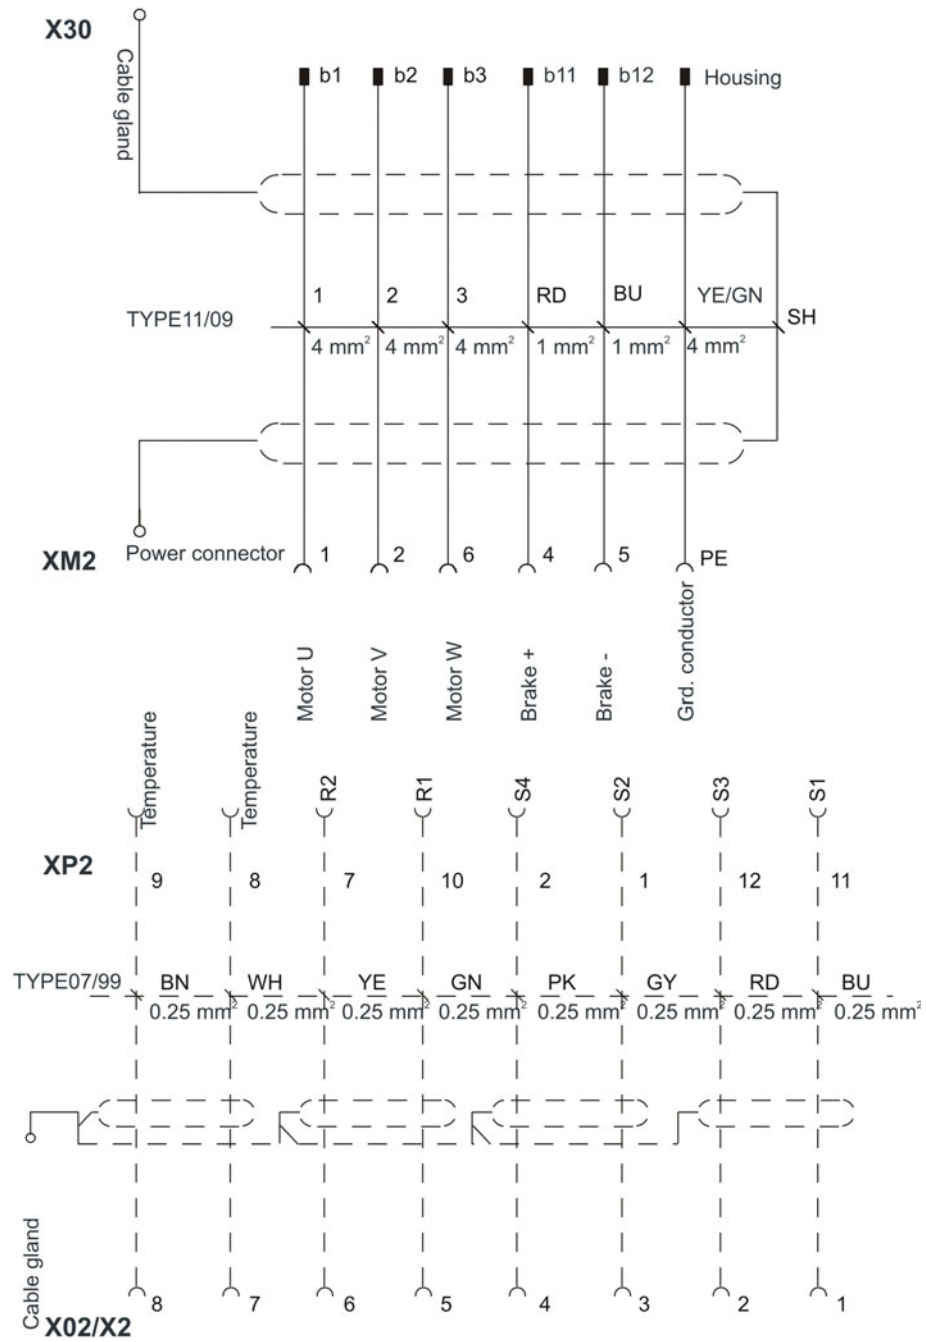 X30
Cable gland
b1 b2 b3 b11 b12 Housing
1 2 3 RD BU YE/GN
TYPE11/09 SH
4 mm² 4 mm² 4 mm² 1 mm² 1 mm² 4 mm²
XM2 Power connector 1 2 6 4 5 PE
Motor U Motor V Motor W Brake + Brake - Grd. conductor
Temperature Temperature R2 R1 S4 S2 S3 S1
XP2
9 8 7 10 2 1 12 11
TYPE07/99 BN WH YE GN PK GY RD BU
0.25 mm² 0.25 mm² 0.25 mm² 0.25 mm² 0.25 mm² 0.25 mm² 0.25 mm² 0.25 mm²
Cable gland
8 7 6 5 4 3 2 1
X02/X2